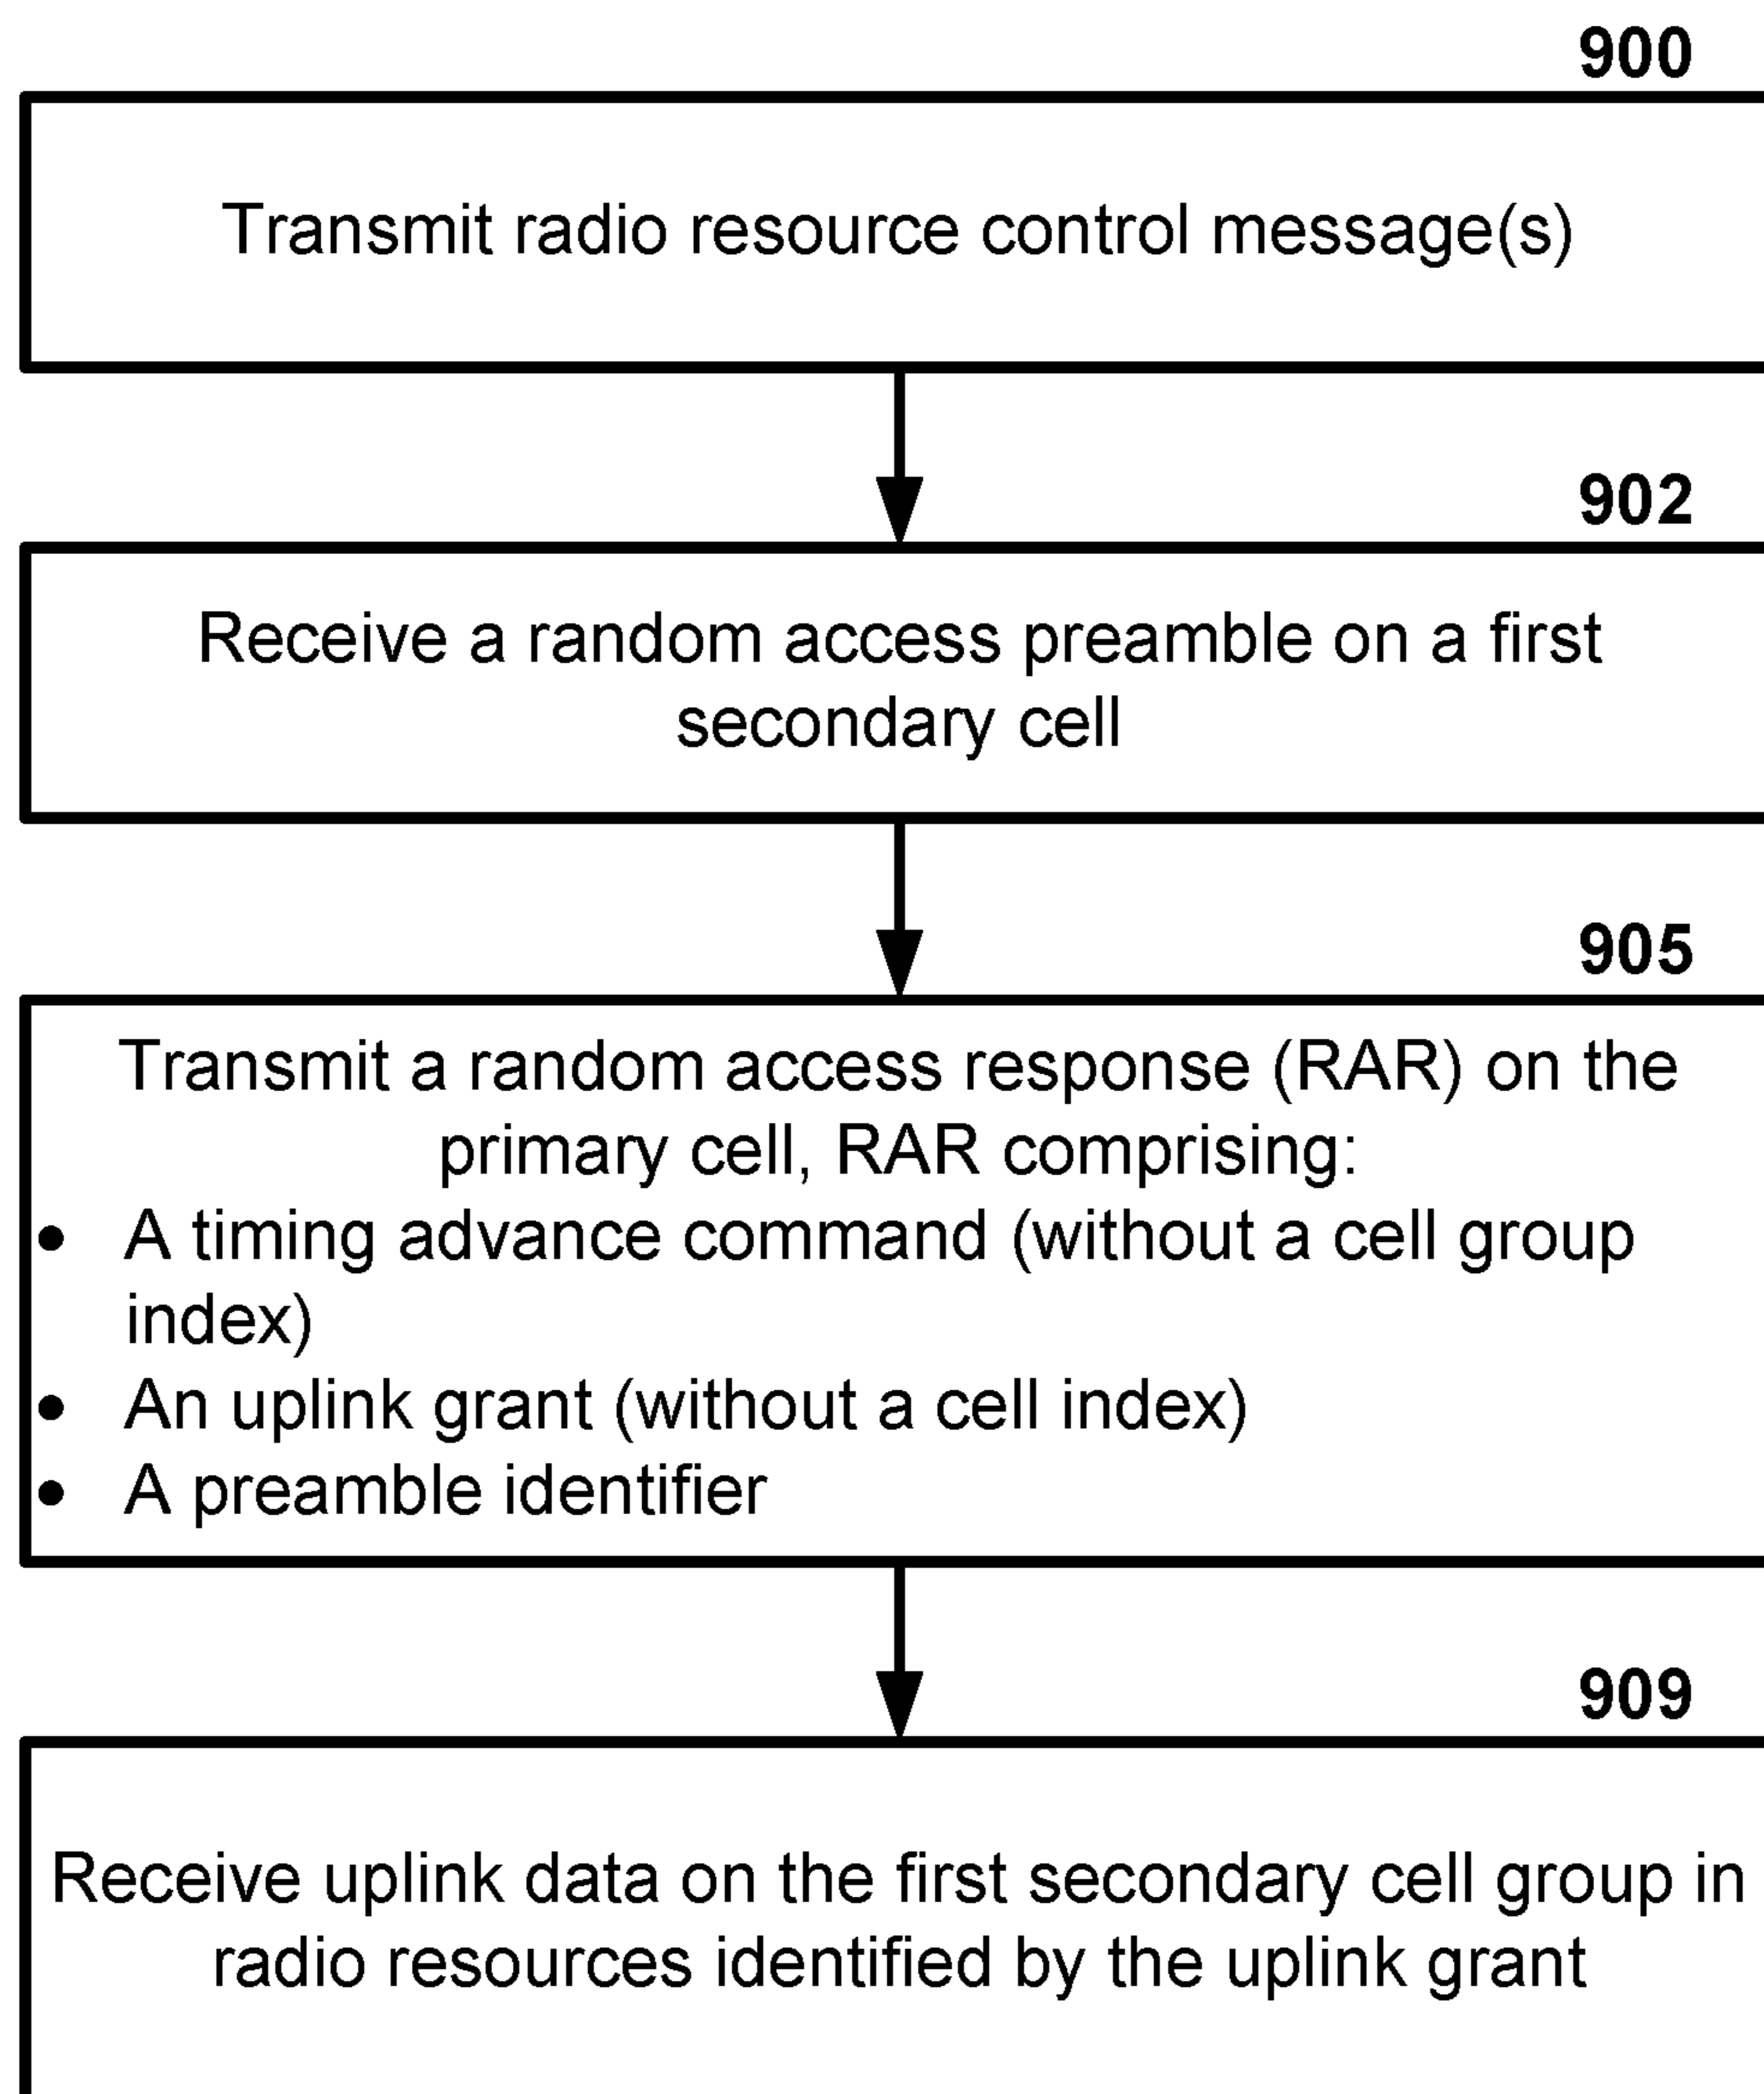 900
Transmit radio resource control message(s)
902
Receive a random access preamble on a first
secondary cell
905
Transmit a random access response (RAR) on the
primary cell, RAR comprising:
• A timing advance command (without a cell group
index)
• An uplink grant (without a cell index)
• A preamble identifier
909
Receive uplink data on the first secondary cell group in
radio resources identified by the uplink grant